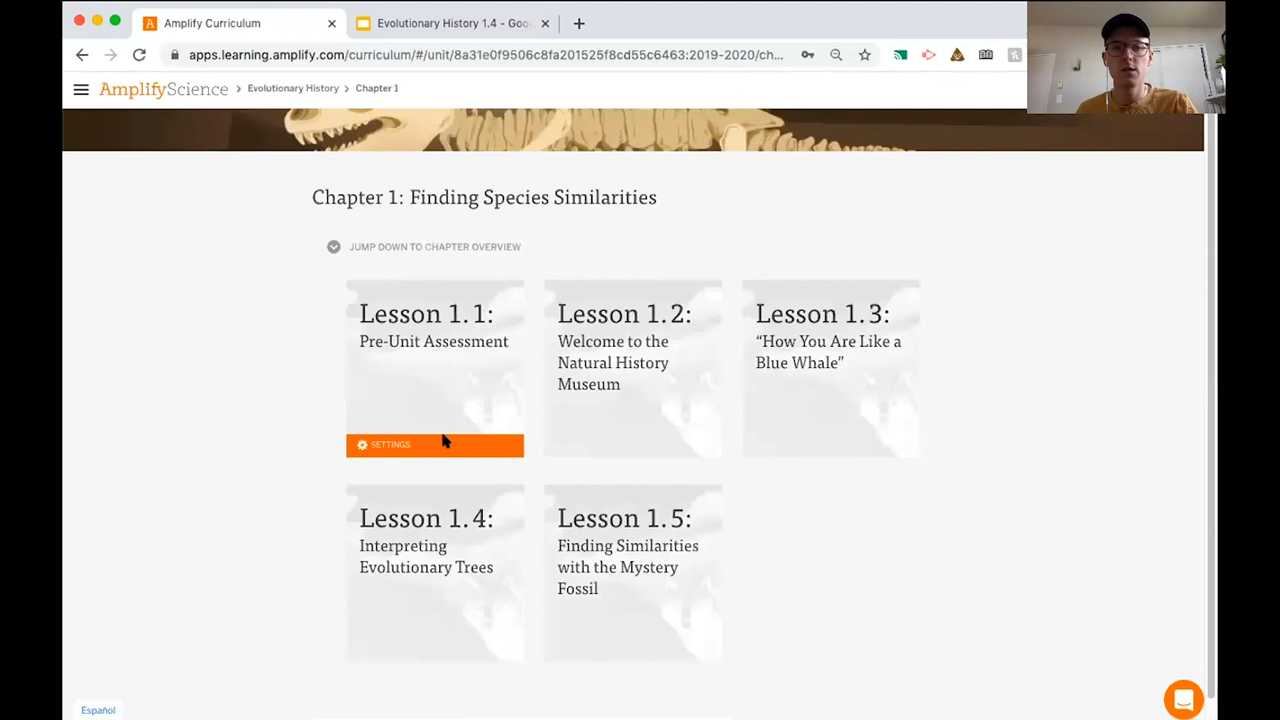 Amplify Curriculum
Evolutionary History 1.4 - Goo
apps.learning.amplify.com/curriculum/#/unit/8a31e0f9506c8fa201525f8cd55c6463:2019-2020/ch...
AmplifyScience > Evolutionary History > Chapter 1
Chapter 1: Finding Species Similarities
JUMP DOWN TO CHAPTER OVERVIEW
Lesson 1.1:
Pre-Unit Assessment
SETTINGS
Lesson 1.2:
Welcome to the
Natural History
Museum
Lesson 1.3:
“How You Are Like a
Blue Whale”
Lesson 1.4:
Interpreting
Evolutionary Trees
Lesson 1.5:
Finding Similarities
with the Mystery
Fossil
Español